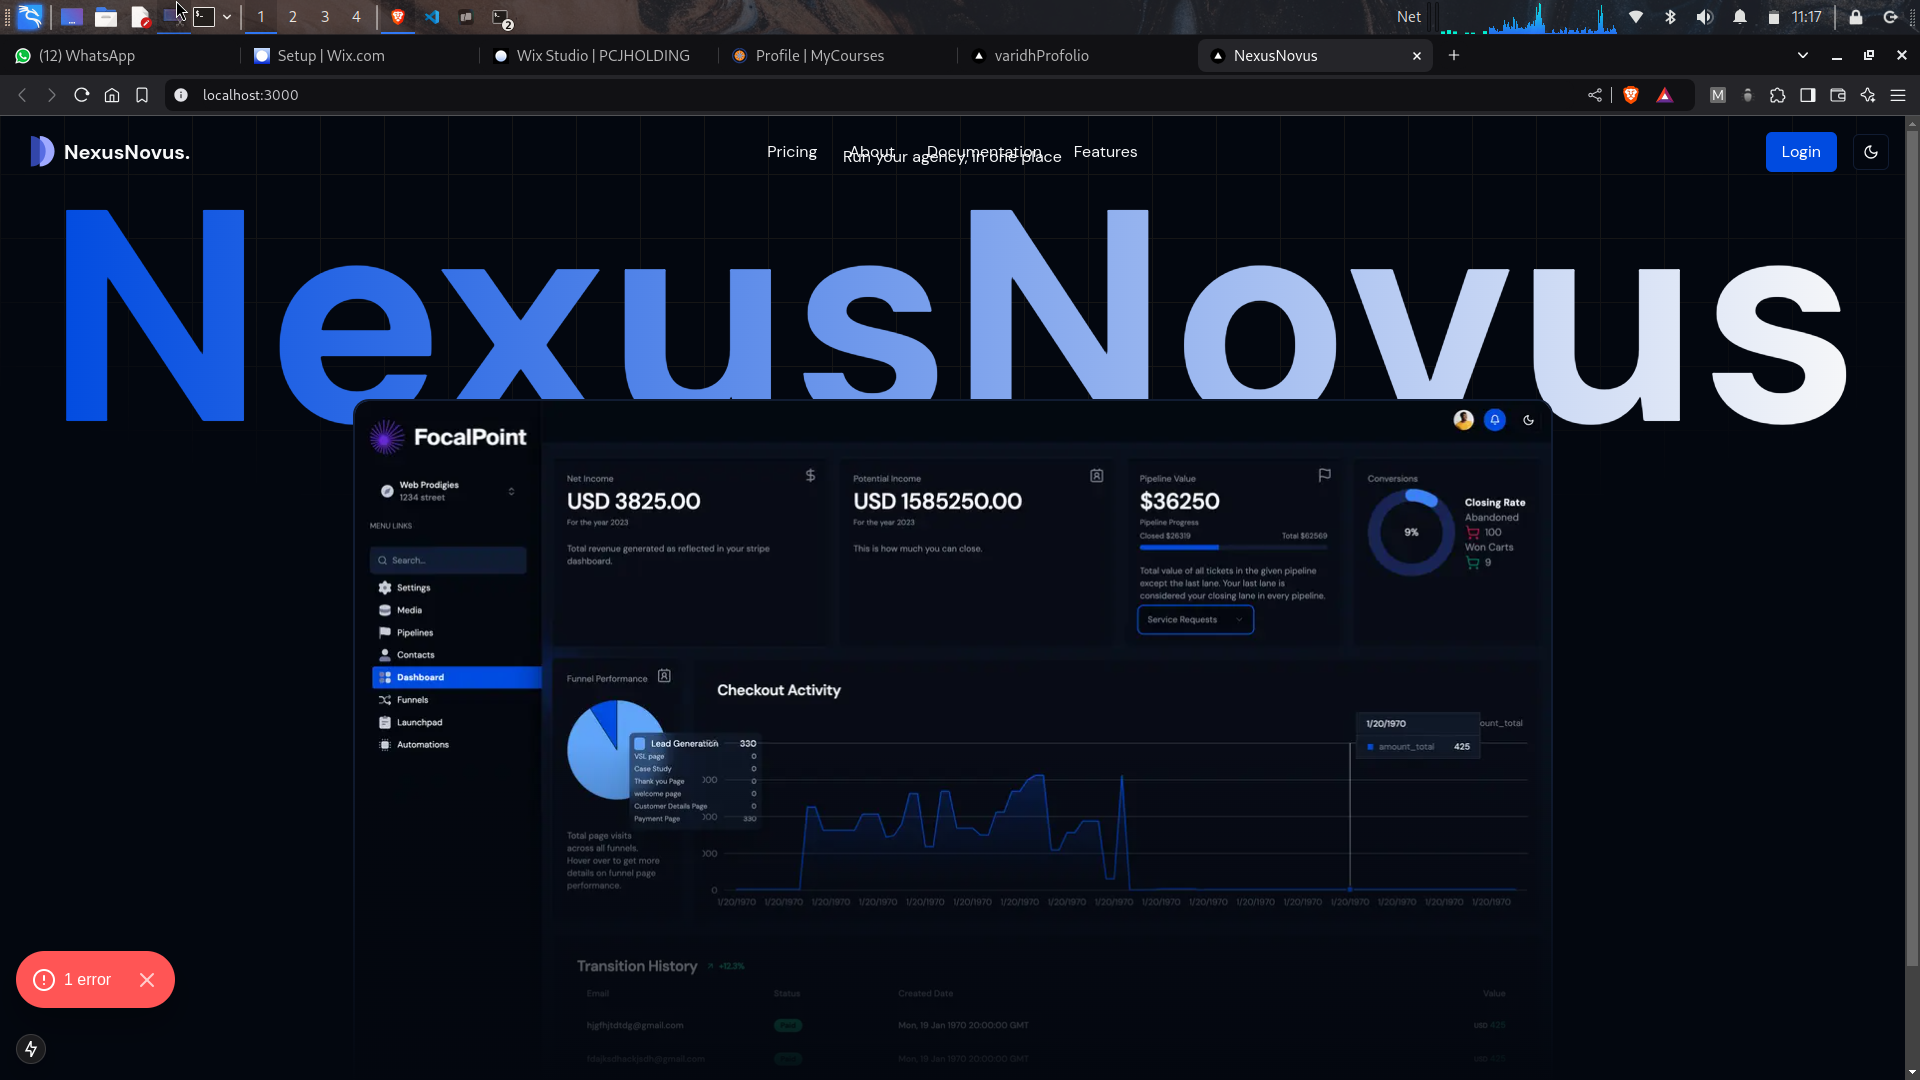 1 2 3 4
2
Net
11:17
(12) WhatsApp
Setup | Wix.com
Wix Studio | PCJHOLDING
Profile | MyCourses
varidhProfolio
NexusNovus
localhost:3000
M
NexusNovus.
Pricing About Documentation Features
Run your agency, in one place
Login
NexusNovus
FocalPoint
Web Prodigies
1234 street
MENU LINKS
Search...
Settings
Media
Pipelines
Contacts
Dashboard
Funnels
Launchpad
Automations
Net Income
USD 3825.00
For the year 2023
Total revenue generated as reflected in your stripe
dashboard.
Potential Income
USD 1585250.00
For the year 2023
This is how much you can close.
Pipeline Value
$36250
Pipeline Progress
Closed $26319 Total $62569
Total value of all tickets in the given pipeline
except the last lane. Your last lane is
considered your closing lane in every pipeline.
Service Requests
Conversions
9%
Closing Rate
Abandoned
100
Won Carts
9
Funnel Performance
Lead Generation 330
VSL page 0
Case Study 0
Thank you Page 0
welcome page 0
Customer Details Page 0
Payment Page 330
Total page visits
across all funnels.
Hover over to get more
details on funnel page
performance.
Checkout Activity
1/20/1970
amount_total 425
0
1/20/1970 1/20/1970 1/20/1970 1/20/1970 1/20/1970 1/20/1970 1/20/1970 1/20/1970 1/20/1970 1/20/1970 1/20/1970 1/20/1970 1/20/1970 1/20/1970 1/20/1970 1/20/1970 1/20/1970
Transition History +12.3%
Email Status Created Date Value
hjgfhjtdtdg@gmail.com Paid Mon, 19 Jan 1970 20:00:00 GMT USD 425
Mon, 19 Jan 1970 20:00:00 GMT
1 error